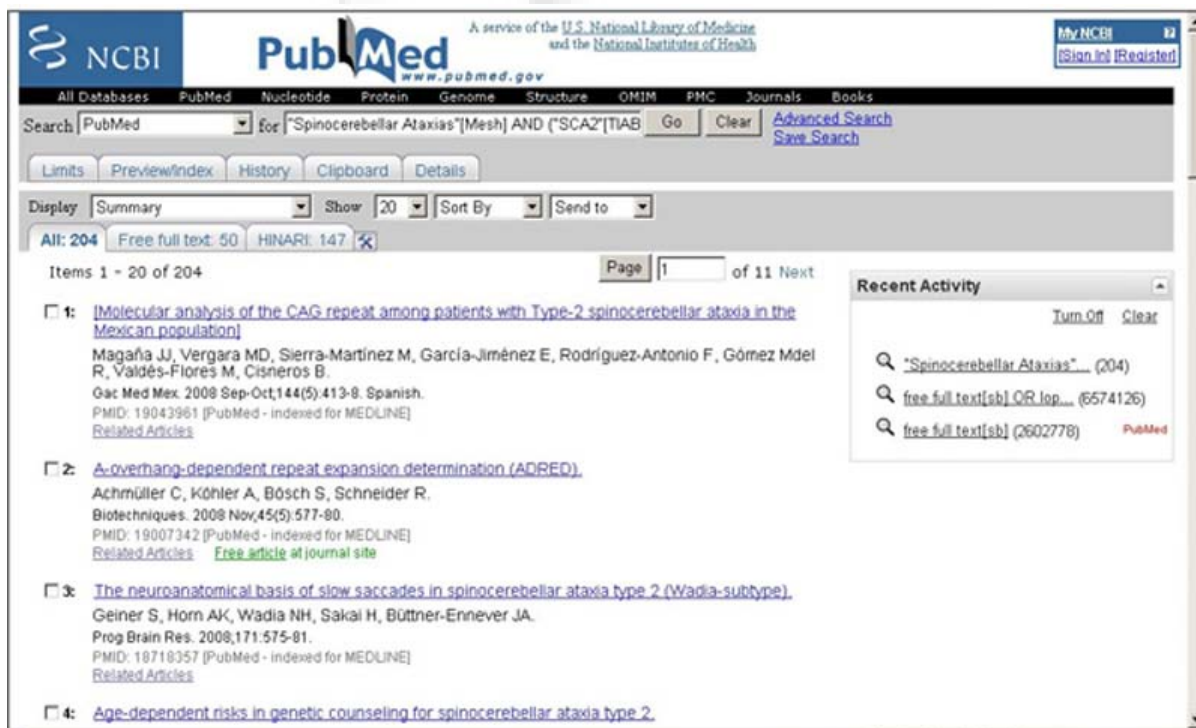 A service of the U.S. National Library of Medicine
and the National Institutes of Health
NCBI
PubMed
www.pubmed.gov
My NCBI
[Sign In] [Register]
All Databases PubMed Nucleotide Protein Genome Structure OMIM PMC Journals Books
Search PubMed for "Spinocerebellar Ataxias"[Mesh] AND ("SCA2"[TIAB Go Clear Advanced Search
Save Search
Limits Preview/Index History Clipboard Details
Display Summary Show 20 Sort By Send to
All: 204 Free full text: 50 HINARI: 147
Items 1 - 20 of 204 Page 1 of 11 Next
1: [Molecular analysis of the CAG repeat among patients with Type-2 spinocerebellar ataxia in the
Mexican population]
Magaña JJ, Vergara MD, Sierra-Martínez M, García-Jiménez E, Rodríguez-Antonio F, Gómez Mdel
R, Valdés-Flores M, Cisneros B.
Gac Med Mex. 2008 Sep-Oct;144(5):413-8. Spanish.
PMID: 19043961 [PubMed - indexed for MEDLINE]
Related Articles
2: A-overhang-dependent repeat expansion determination (ADRED).
Achmüller C, Köhler A, Bösch S, Schneider R.
Biotechniques. 2008 Nov;45(5):577-80.
PMID: 19007342 [PubMed - indexed for MEDLINE]
Related Articles Free article at journal site
3: The neuroanatomical basis of slow saccades in spinocerebellar ataxia type 2 (Wadia-subtype).
Geiner S, Horn AK, Wadia NH, Sakai H, Büttner-Ennever JA.
Prog Brain Res. 2008;171:575-81.
PMID: 18718357 [PubMed - indexed for MEDLINE]
Related Articles
4: Age-dependent risks in genetic counseling for spinocerebellar ataxia type 2.
Recent Activity
Turn Off Clear
"Spinocerebellar Ataxias"... (204)
free full text[sb] OR lop... (6574126)
free full text[sb] (2602778) PubMed